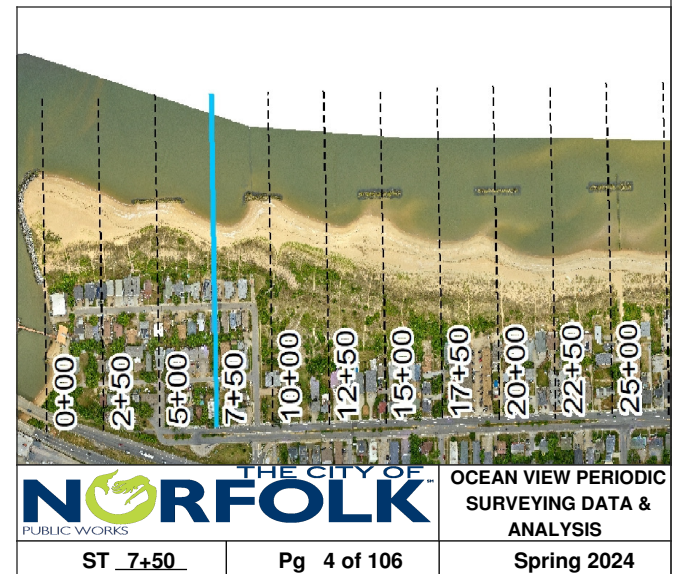 0+00
2+50
5+00
7+50
10+00
12+50
15+00
17+50
20+00
22+50
25+00
THE CITY OF
NORFOLK
PUBLIC WORKS
OCEAN VIEW PERIODIC
SURVEYING DATA &
ANALYSIS
ST 7+50
Pg 4 of 106
Spring 2024